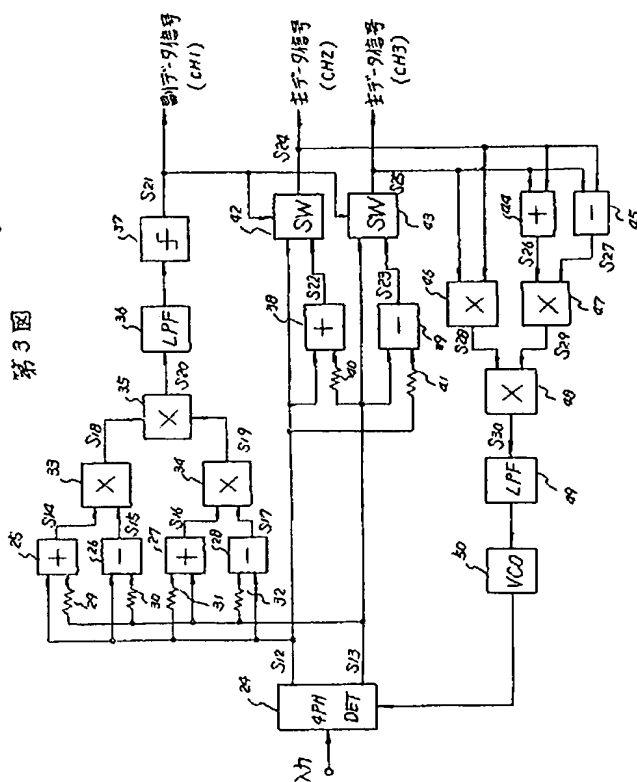 第3図
副データ信号
(CH1)
主データ信号
(CH2)
主データ信号
(CH3)
S21
S24
S25
37
36
LPF
S20
35
×
S18
S19
33
×
34
×
S14
S15
S16
S17
25
+
26
−
27
+
28
−
29
30
31
32
42
SW
SW
43
S22
S23
38
+
−
39
40
41
44
+
−
45
S26
S27
46
×
×
47
S28
S29
×
48
S30
LPF
49
50
VCO
S12
S13
24
4PH
DET
入力